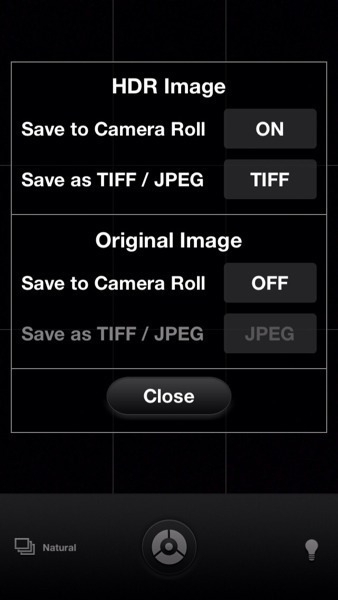 HDR Image
Save to Camera Roll ON
Save as TIFF / JPEG TIFF
Original Image
Save to Camera Roll OFF
Save as TIFF / JPEG JPEG
Close
Natural